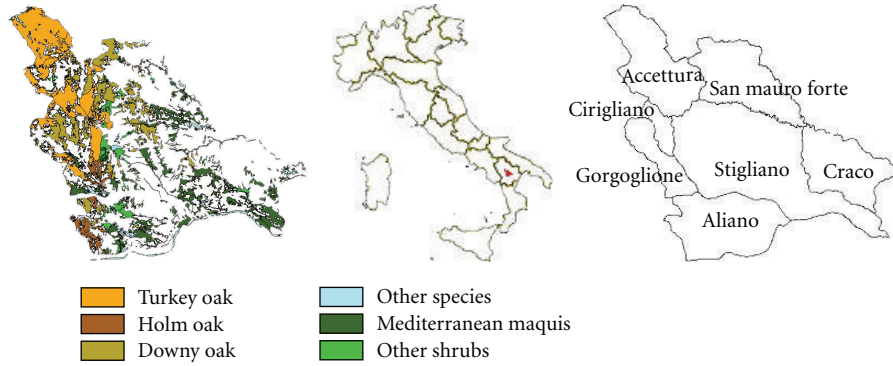 Accettura
San mauro forte
Cirigliano
Gorgoglione
Stigliano
Craco
Aliano
Turkey oak
Holm oak
Downy oak
Other species
Mediterranean maquis
Other shrubs